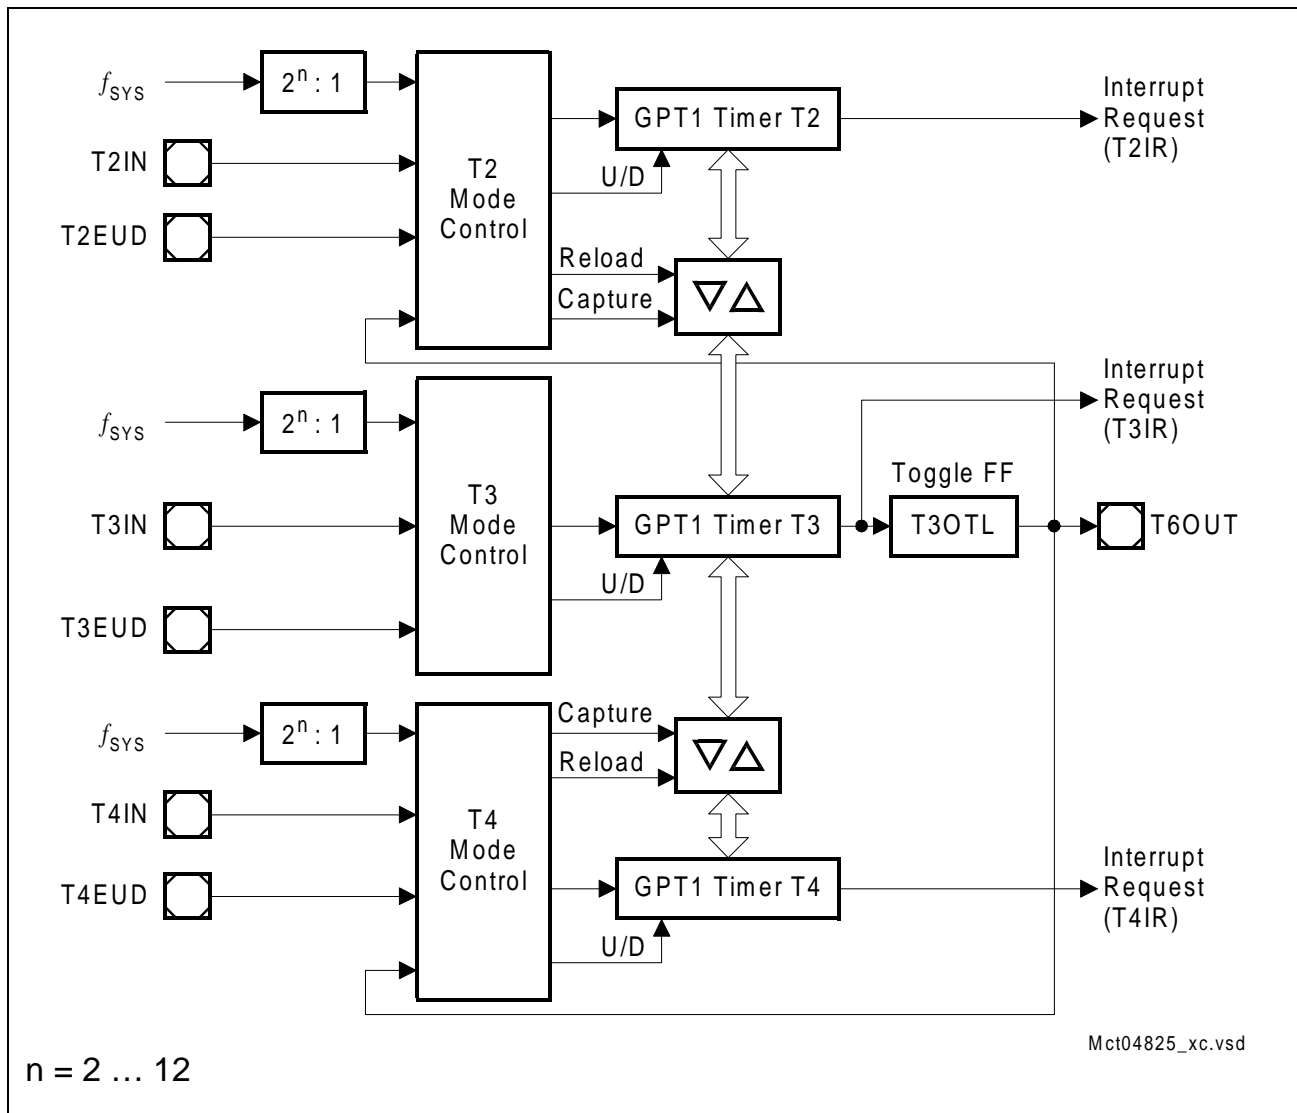 fSYS
2n : 1
T2IN
T2EUD
T2
Mode
Control
GPT1 Timer T2
U/D
Reload
Capture
Interrupt
Request
(T2IR)
fSYS
2n : 1
T3IN
T3EUD
T3
Mode
Control
GPT1 Timer T3
U/D
Toggle FF
T3OTL
Interrupt
Request
(T3IR)
T6OUT
fSYS
2n : 1
T4IN
T4EUD
T4
Mode
Control
Capture
Reload
GPT1 Timer T4
U/D
Interrupt
Request
(T4IR)
Mct04825_xc.vsd
n = 2 … 12